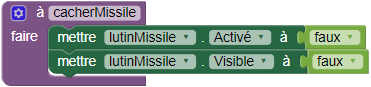 à cacherMissile
faire mettre lutinMissile . Activé à faux
mettre lutinMissile . Visible à faux